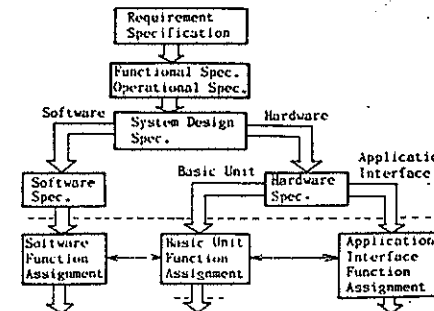 Requirement
Specification
Functional Spec.
Operational Spec.
Software
Hardware
System Design
Spec.
Basic Unit
Application
Interface
Software
Spec.
Hardware
Spec.
Software
Function
Assignment
Basic Unit
Function
Assignment
Application
Interface
Function
Assignment